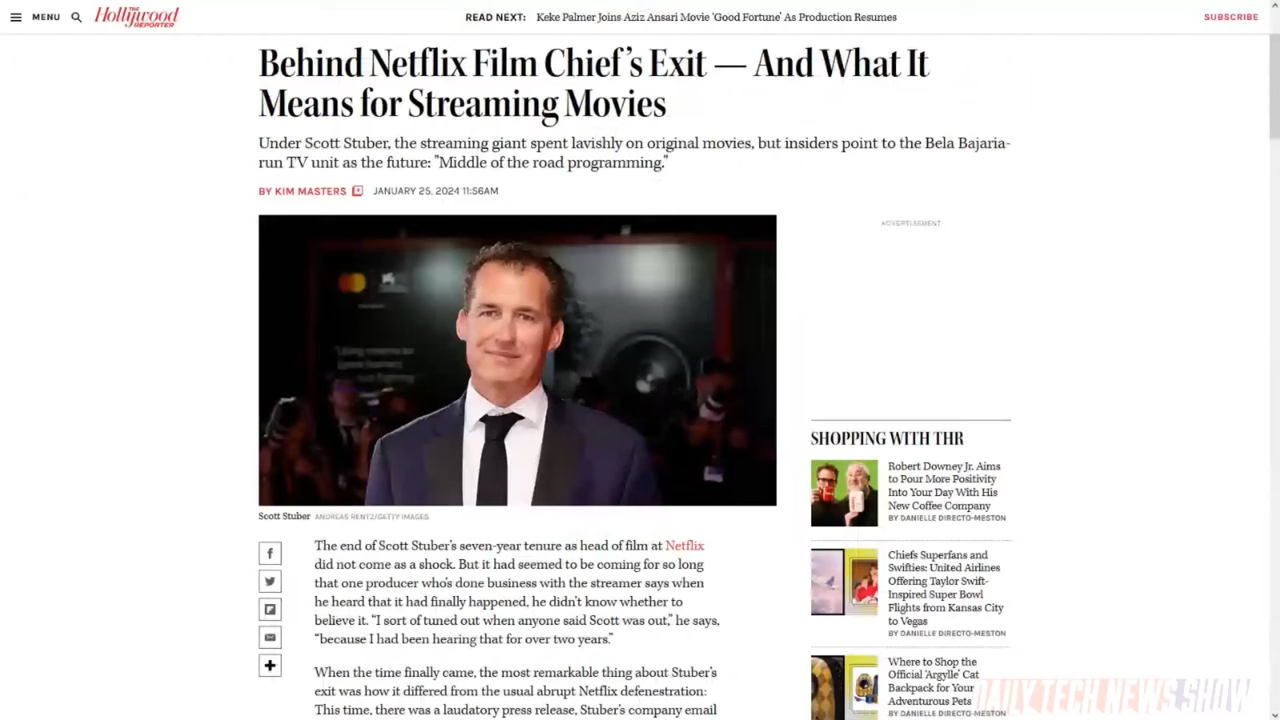 MENU
THE
Hollywood
REPORTER
READ NEXT: Keke Palmer Joins Aziz Ansari Movie ‘Good Fortune’ As Production Resumes
SUBSCRIBE
Behind Netflix Film Chief’s Exit — And What It
Means for Streaming Movies
Under Scott Stuber, the streaming giant spent lavishly on original movies, but insiders point to the Bela Bajaria-
run TV unit as the future: "Middle of the road programming."
BY KIM MASTERS
JANUARY 25, 2024 11:56AM
ADVERTISEMENT
Scott Stuber ANDREAS RENTZ/GETTY IMAGES
The end of Scott Stuber’s seven-year tenure as head of film at Netflix
did not come as a shock. But it had seemed to be coming for so long
that one producer who’s done business with the streamer says when
he heard that it had finally happened, he didn’t know whether to
believe it. “I sort of tuned out when anyone said Scott was out,” he says,
“because I had been hearing that for over two years.”
When the time finally came, the most remarkable thing about Stuber’s
exit was how it differed from the usual abrupt Netflix defenestration:
This time, there was a laudatory press release, Stuber’s company email
SHOPPING WITH THR
Robert Downey Jr. Aims
to Pour More Positivity
Into Your Day With His
New Coffee Company
BY DANIELLE DIRECTO-MESTON
Chiefs Superfans and
Swifties: United Airlines
Offering Taylor Swift-
Inspired Super Bowl
Flights from Kansas City
to Vegas
BY DANIELLE DIRECTO-MESTON
Where to Shop the
Official ‘Argylle’ Cat
Backpack for Your
Adventurous Pets
BY DANIELLE DIRECTO-MESTON
DAILY TECH NEWS SHOW